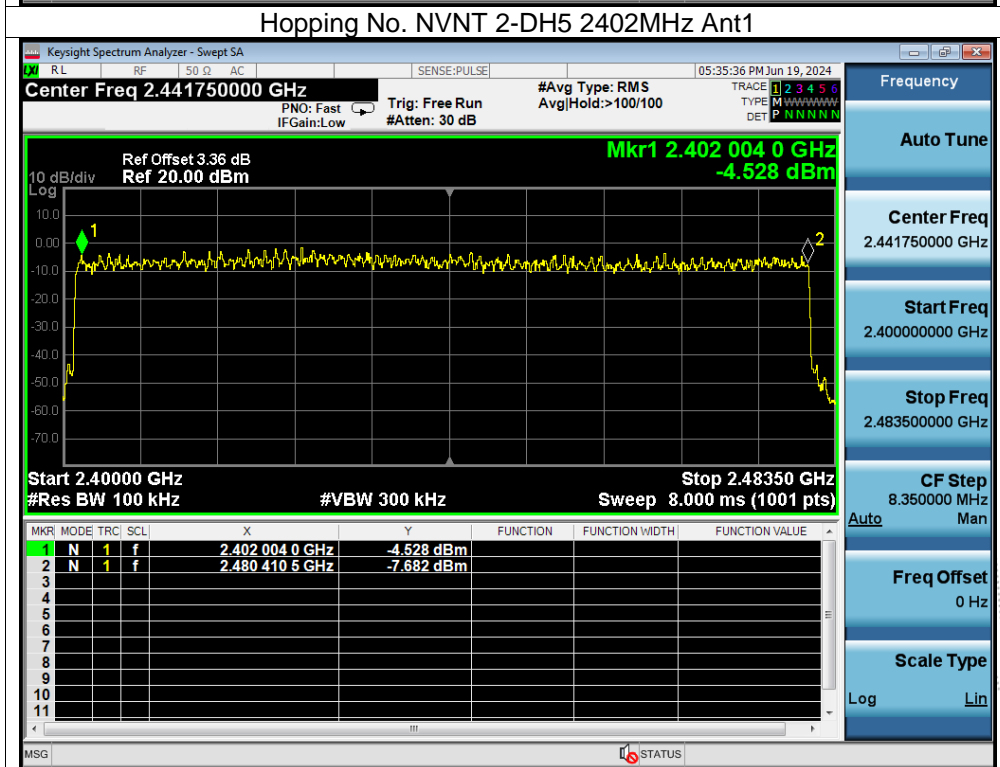 Hopping No. NVNT 2-DH5 2402MHz Ant1
Keysight Spectrum Analyzer - Swept SA
LXI RL RF 50 Ω AC SENSE:PULSE 05:35:36 PM Jun 19, 2024
Center Freq 2.441750000 GHz #Avg Type: RMS TRACE 1 2 3 4 5 6
PNO: Fast Trig: Free Run Avg|Hold:>100/100 TYPE M WWWWW
IFGain:Low #Atten: 30 dB DET P N N N N N
Mkr1 2.402 004 0 GHz
-4.528 dBm
Ref Offset 3.36 dB
10 dB/div Ref 20.00 dBm
Log
10.0
0.00
-10.0
-20.0
-30.0
-40.0
-50.0
-60.0
-70.0
1
2
Start 2.40000 GHz Stop 2.48350 GHz
#Res BW 100 kHz #VBW 300 kHz Sweep 8.000 ms (1001 pts)
MKR MODE TRC SCL X Y FUNCTION FUNCTION WIDTH FUNCTION VALUE
1 N 1 f 2.402 004 0 GHz -4.528 dBm
2 N 1 f 2.480 410 5 GHz -7.682 dBm
3
4
5
6
7
8
9
10
11
MSG STATUS
Frequency
Auto Tune
Center Freq
2.441750000 GHz
Start Freq
2.400000000 GHz
Stop Freq
2.483500000 GHz
CF Step
8.350000 MHz
Auto Man
Freq Offset
0 Hz
Scale Type
Log Lin